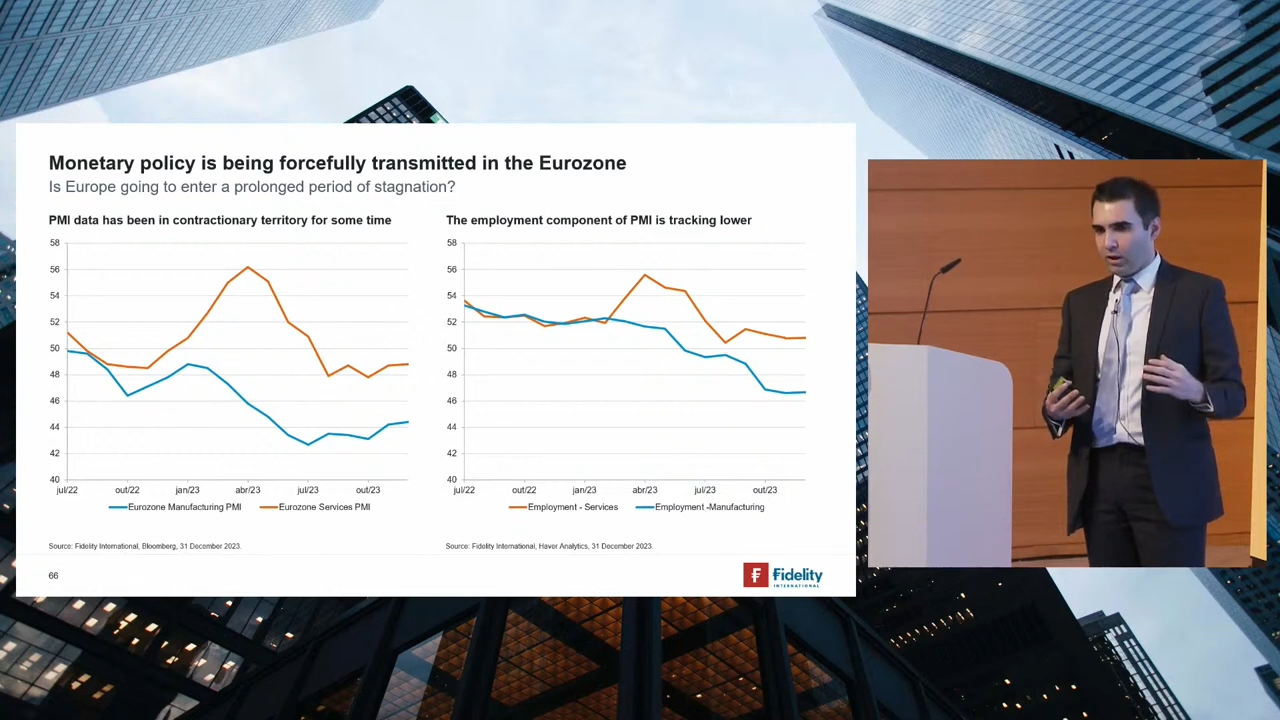 Monetary policy is being forcefully transmitted in the Eurozone
Is Europe going to enter a prolonged period of stagnation?
PMI data has been in contractionary territory for some time
58
56
54
52
50
48
46
44
42
40
jul/22
out/22
jan/23
abr/23
jul/23
out/23
Eurozone Manufacturing PMI
Eurozone Services PMI
Source: Fidelity International, Bloomberg, 31 December 2023.
The employment component of PMI is tracking lower
58
56
54
52
50
48
46
44
42
40
jul/22
out/22
jan/23
abr/23
jul/23
out/23
Employment - Services
Employment -Manufacturing
Source: Fidelity International, Haver Analytics, 31 December 2023.
66
Fidelity
INTERNATIONAL